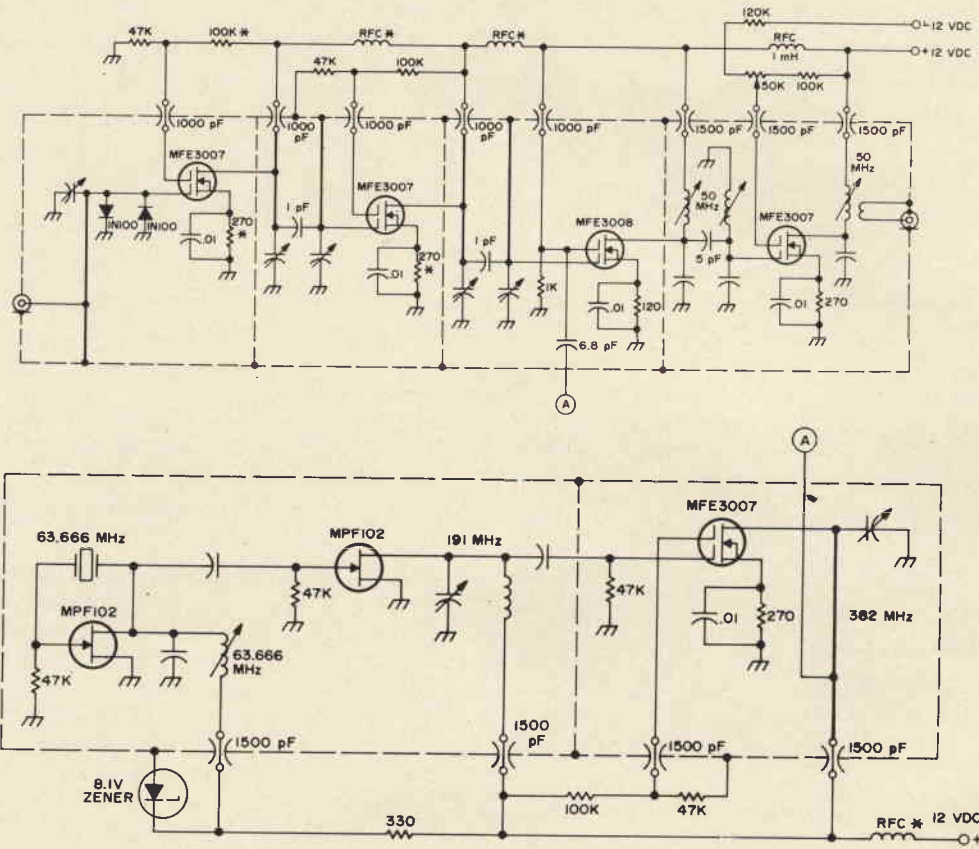 120K
-12 VDC
47K
100K *
RFC *
RFC *
RFC
1 mH
+12 VDC
47K
100K
50K
100K
1000 pF
1000 pF
1000 pF
1000 pF
1000 pF
1500 pF
1500 pF
1500 pF
MFE3007
MFE3007
MFE3008
MFE3007
50 MHz
50 MHz
1N100
1N100
.01
270 *
1 pF
.01
270 *
1 pF
1K
.01
120
5 pF
.01
270
6.8 pF
A
A
MFE3007
63.666 MHz
MPF102
191 MHz
MPF102
47K
47K
.01
270
382 MHz
47K
63.666 MHz
1500 pF
1500 pF
1500 pF
1500 pF
8.1V ZENER
100K
47K
330
RFC *
12 VDC
+